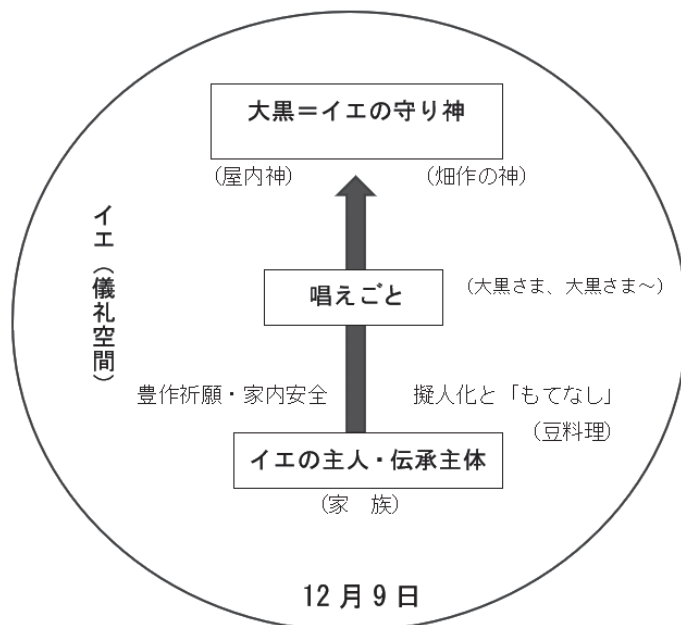 大黒=イエの守り神
(屋内神)
(畑作の神)
イエ(儀礼空間)
唱えごと
(大黒さま、大黒さま~)
豊作祈願・家内安全
擬人化と「もてなし」
(豆料理)
イエの主人・伝承主体
(家 族)
12月9日